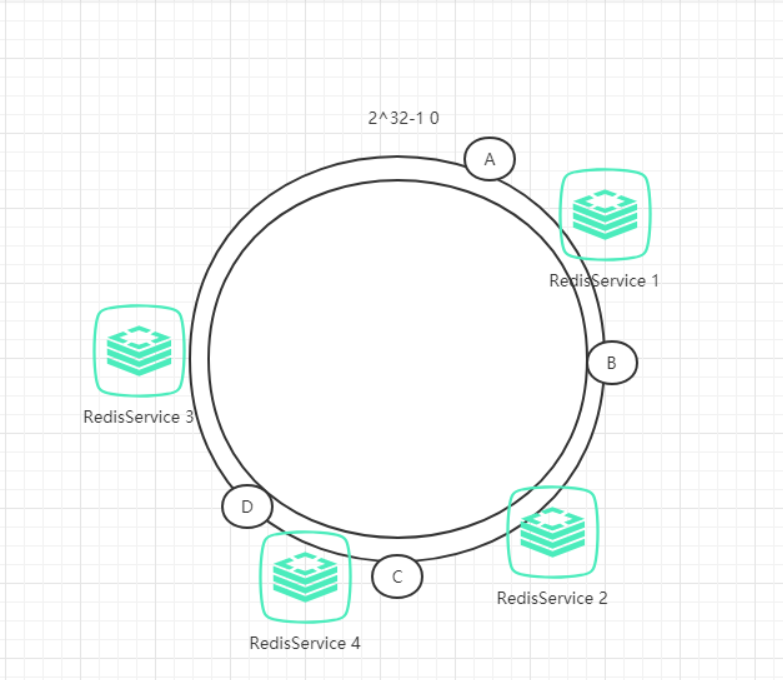 2^32-1 0
A
RedisService 1
B
RedisService 3
D
RedisService 2
C
RedisService 4